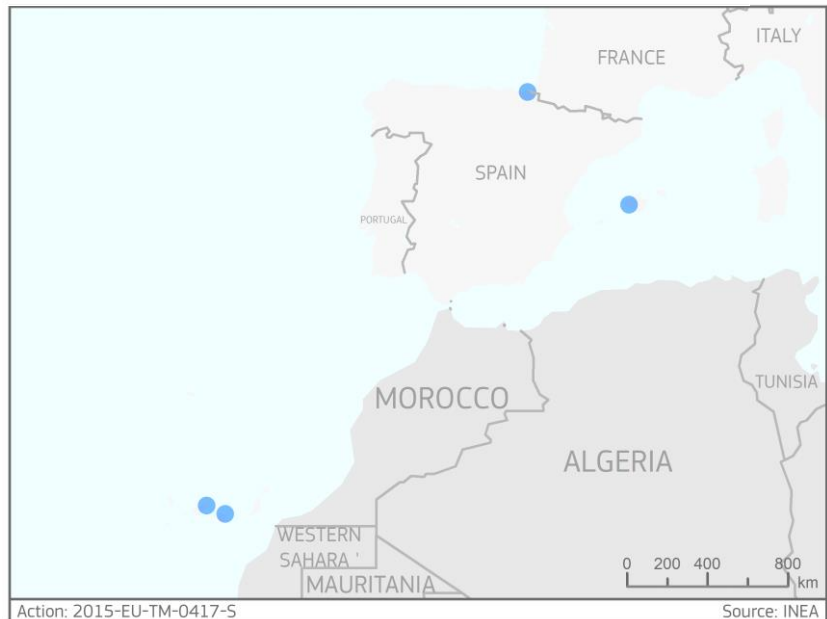 ITALY
FRANCE
SPAIN
PORTUGAL
TUNISIA
MOROCCO
ALGERIA
WESTERN
SAHARA '
MAURITANIA
0 200 400 800
km
Action: 2015-EU-TM-0417-S
Source: INEA